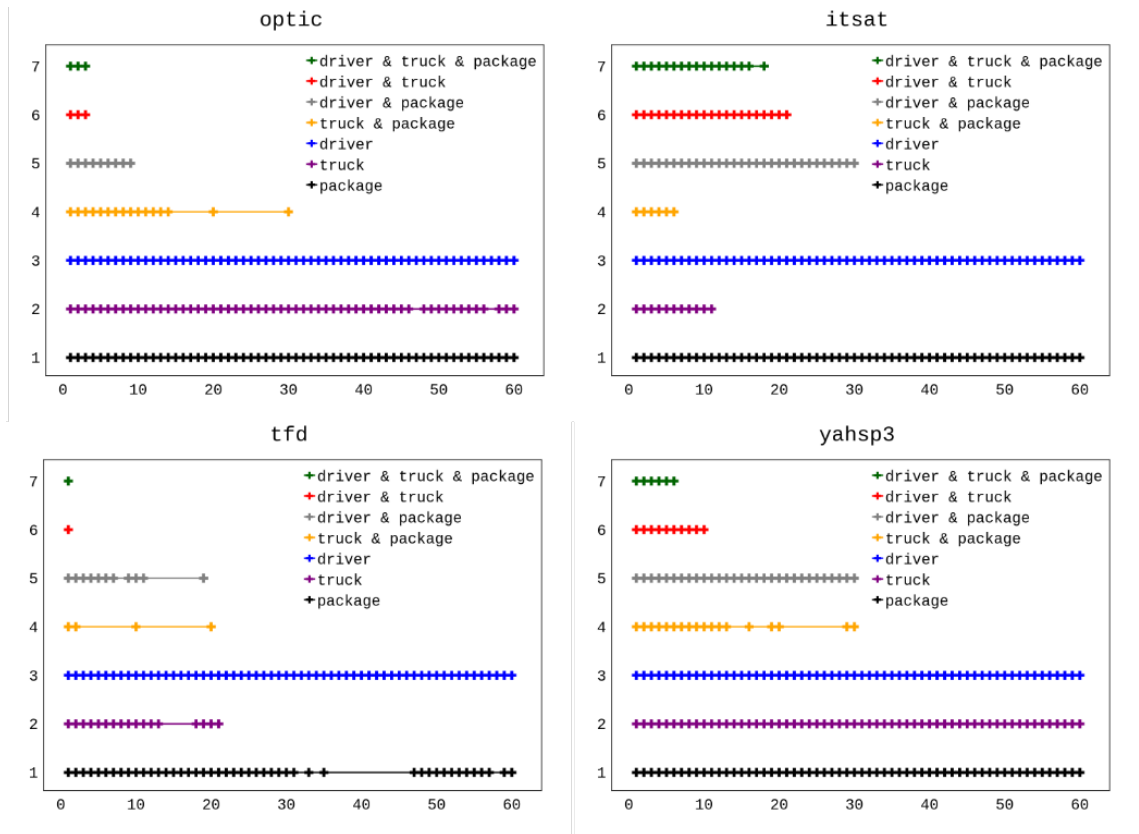 optic
7
6
5
4
3
2
1
driver & truck & package
driver & truck
driver & package
truck & package
driver
truck
package
0 10 20 30 40 50 60
itsat
7
6
5
4
3
2
1
driver & truck & package
driver & truck
driver & package
truck & package
driver
truck
package
0 10 20 30 40 50 60
tfd
7
6
5
4
3
2
1
driver & truck & package
driver & truck
driver & package
truck & package
driver
truck
package
0 10 20 30 40 50 60
yahsp3
7
6
5
4
3
2
1
driver & truck & package
driver & truck
driver & package
truck & package
driver
truck
package
0 10 20 30 40 50 60